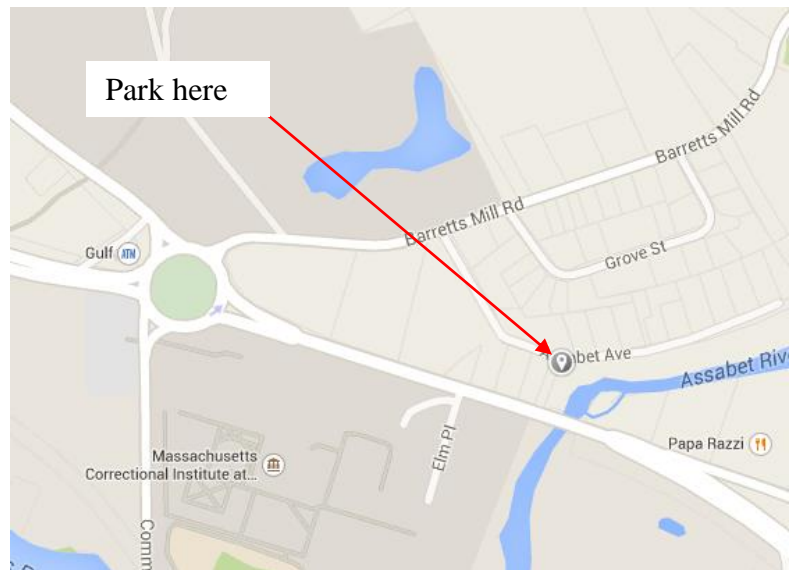 Park here
Barretts Mill Rd
Barretts Mill Rd
Grove St
Gulf
ATM
bet Ave
Assabet Riv
Papa Razzi
Elm Pl
Massachusetts
Correctional Institute at...
Comm